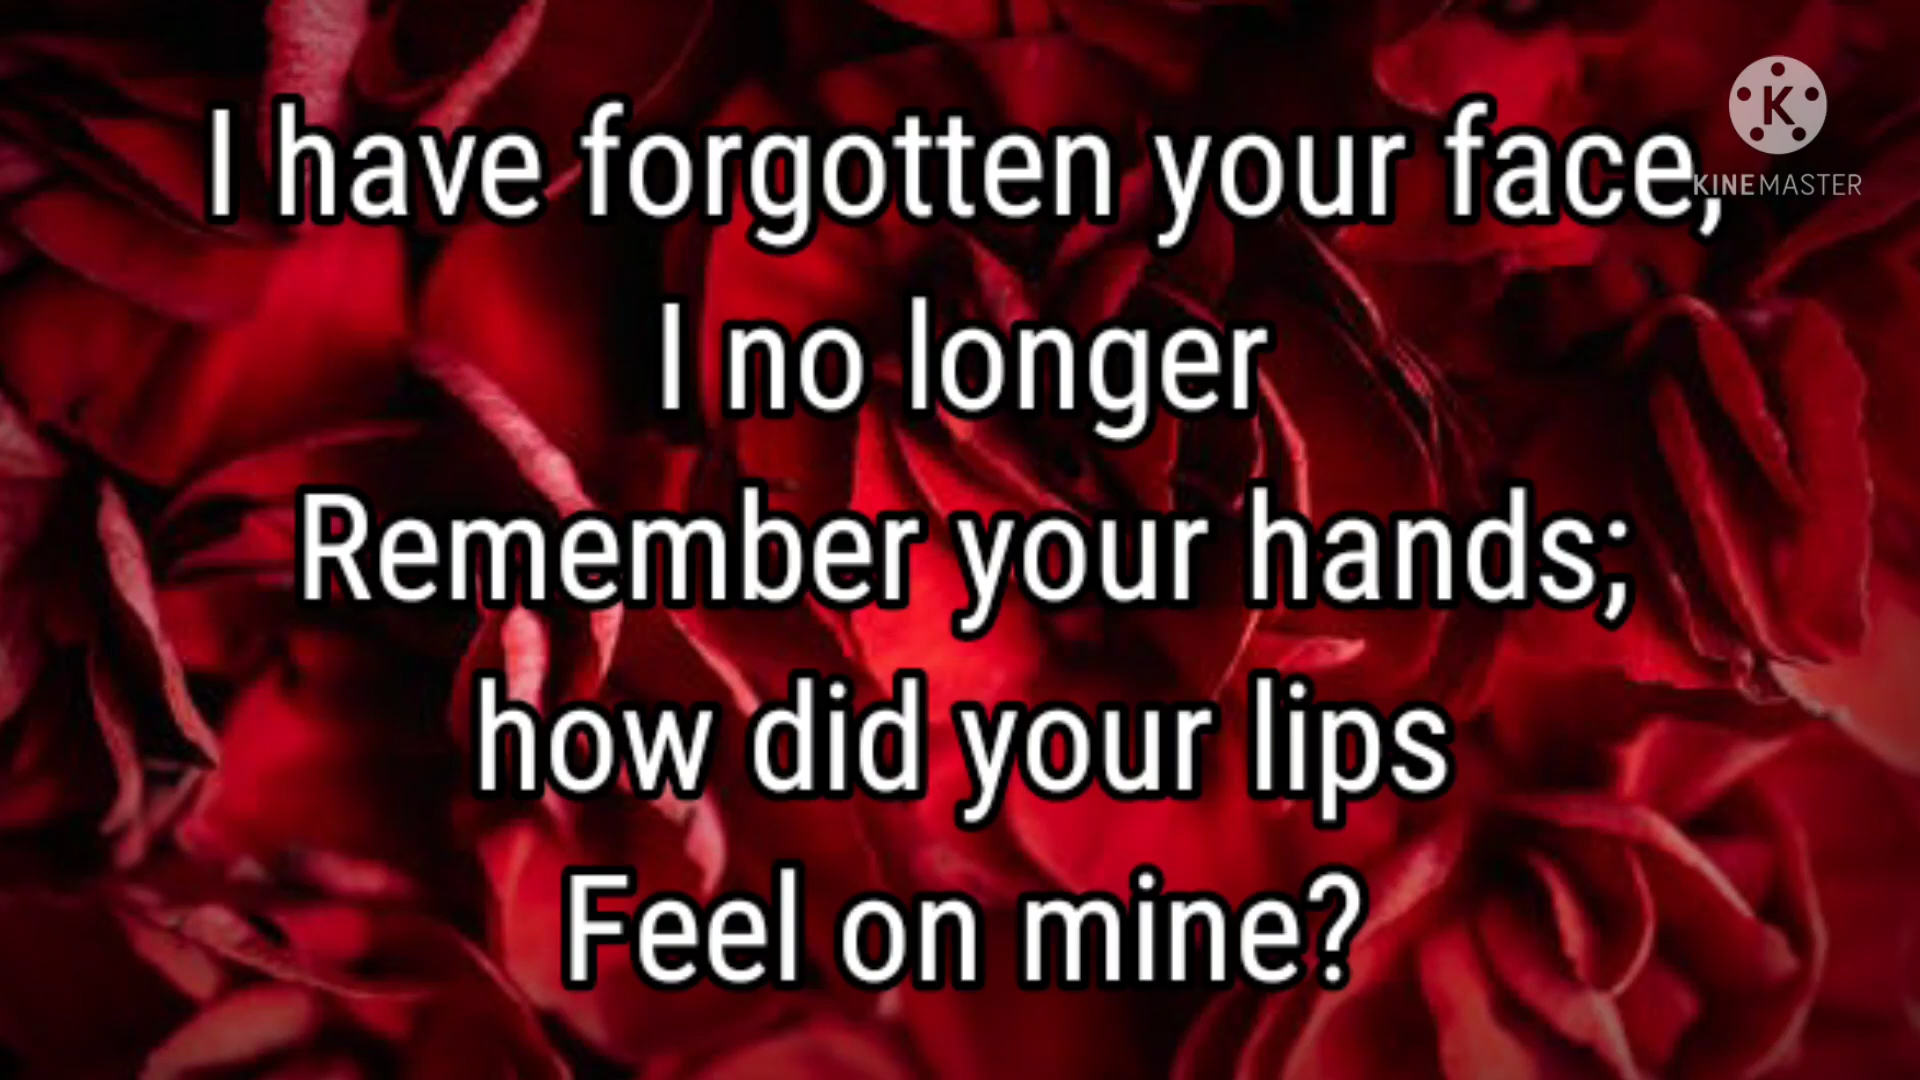 I have forgotten your face,
I no longer
Remember your hands;
how did your lips
Feel on mine?
K
KINEMASTER